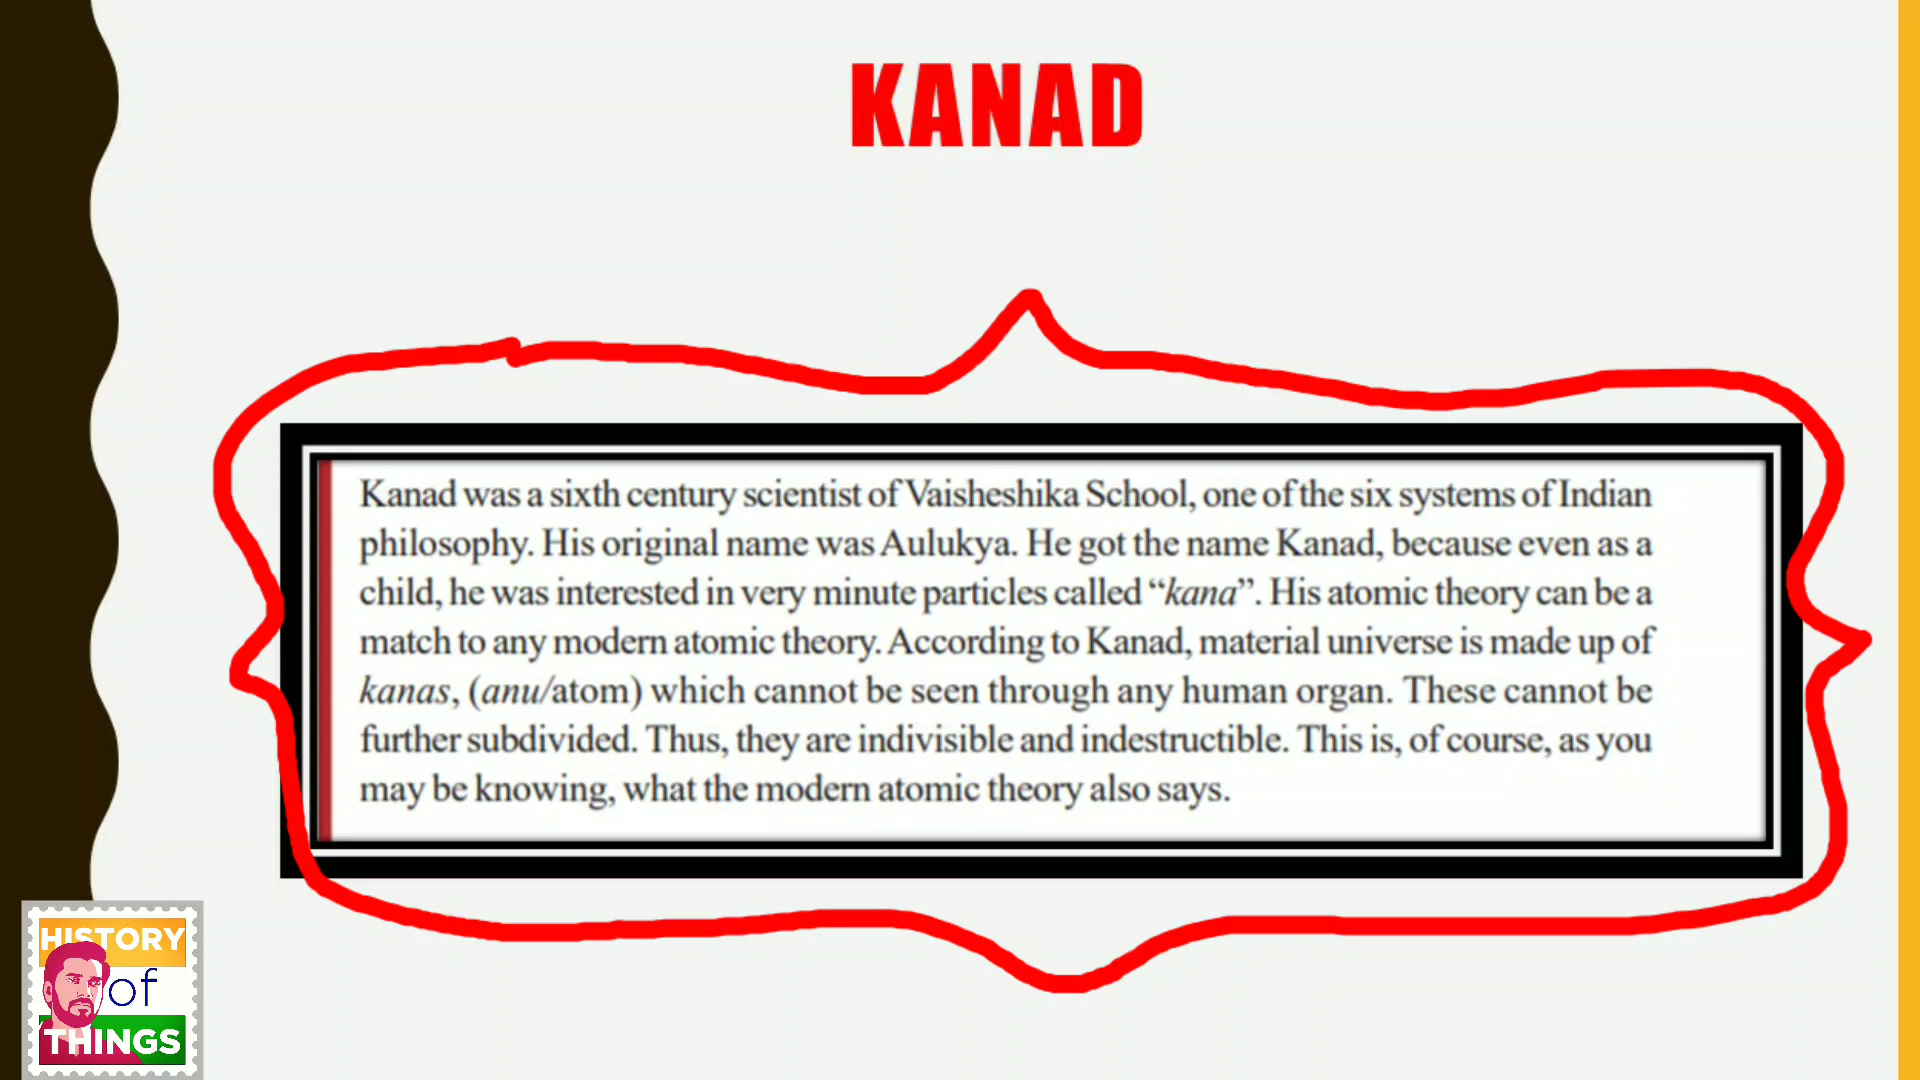 KANAD
Kanad was a sixth century scientist of Vaisheshika School, one of the six systems of Indian
philosophy. His original name was Aulukya. He got the name Kanad, because even as a
child, he was interested in very minute particles called “kana”. His atomic theory can be a
match to any modern atomic theory. According to Kanad, material universe is made up of
kanas, (anu/atom) which cannot be seen through any human organ. These cannot be
further subdivided. Thus, they are indivisible and indestructible. This is, of course, as you
may be knowing, what the modern atomic theory also says.
HISTORY
of
THINGS